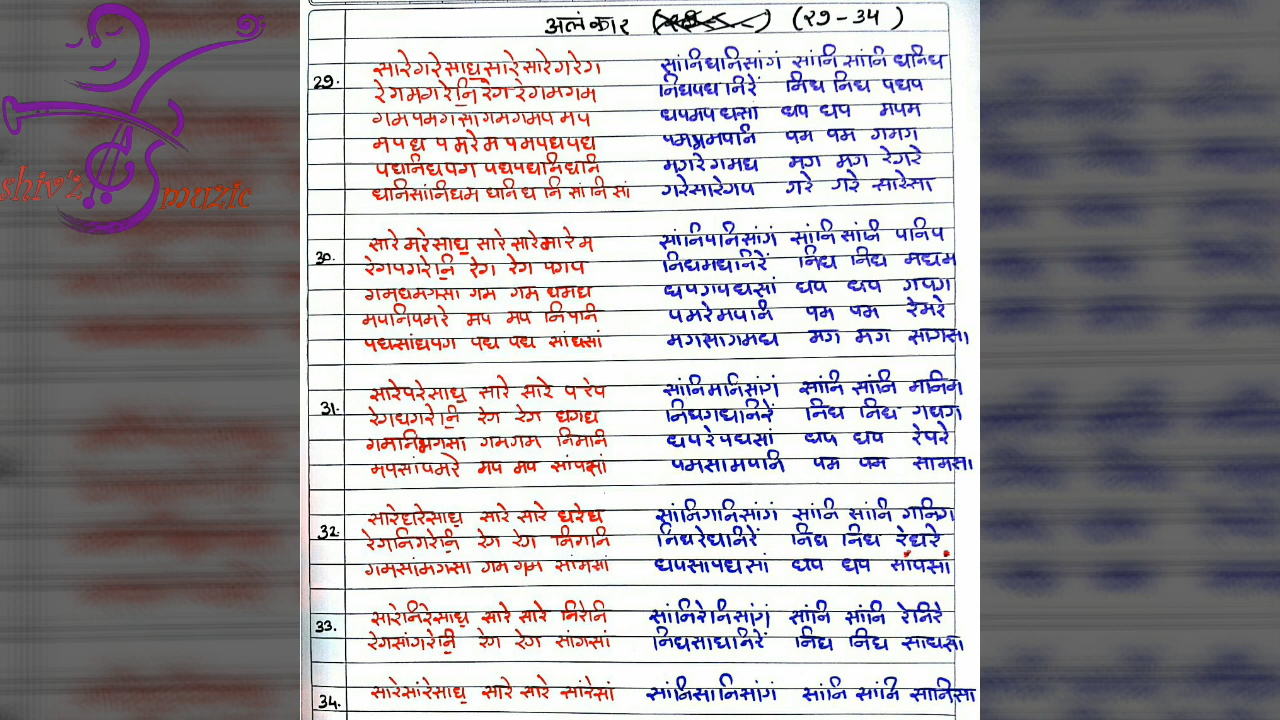 अलंकार (२९-३४)
shiv'z muzic
29. सारेगरेसाध़ सारे सारे गरेग सांनिधनिसांगं सांनि सांनि धनिध
रेगमगरेनि़ रेग रेगमगम निधपधनिरें निध निध पधप
गमपमगसा गमगमपमप धपमपधसां धप धप मपम
मपधपमरे मपमपधपध पमगमपनि पम पम गमग
पधनिधपग पधपधनिधनि मगरेगमध मग मग रेगरे
धनिसांनिधम धनिधनिसांनिसां गरेसारेगप गरे गरे सारेसा
30. सारेमरेसाध़ सारे सारे मरेम सांनिपनिसांगं सांनि सांनि पनिप
रेगपगरेनि़ रेग रेग पगप निधमधनिरें निध निध मधम
गमधमगसा गम गम धमध धपगपधसां धप धप गपग
मपनिपमरे मप मप निपनि पमरेमपनि पम पम रेमरे
पधसांधपग पध पध सांधसां मगसागमध मग मग सागसा
31. सारेपरेसाध़ सारे सारे परेप सांनिमनिसांगं सांनि सांनि मनिम
रेगधगरेनि़ रेग रेग धगध निधगधनिरें निध निध गधग
गमनिमगसा गमगम निमनि धपरेपधसां धप धप रेपरे
मपसांपमरे मप मप सांपसां पमसामपनि पम पम सामसा
32. सारेधरेसाध़ सारे सारे धरेध सांनिगनिसांगं सांनि सांनि गनिग
रेगनिगरेनि़ रेग रेग निगनि निधरेधनिरें निध निध रेधरे
गमसांमगसा गम गम सांमसां धपसापधसां धप धप सांपसा
33. सारेनिरेसाध़ सारे सारे निरेनि सांनिरेनिसांगं सांनि सांनि रेनिरे
रेगसांगरेनि़ रेग रेग सांगसां निधसाधनिरें निध निध साधसा
34. सारेसांरेसाध़ सारे सारे सांरेसां सांनिसानिसांगं सांनि सांनि सानिसा